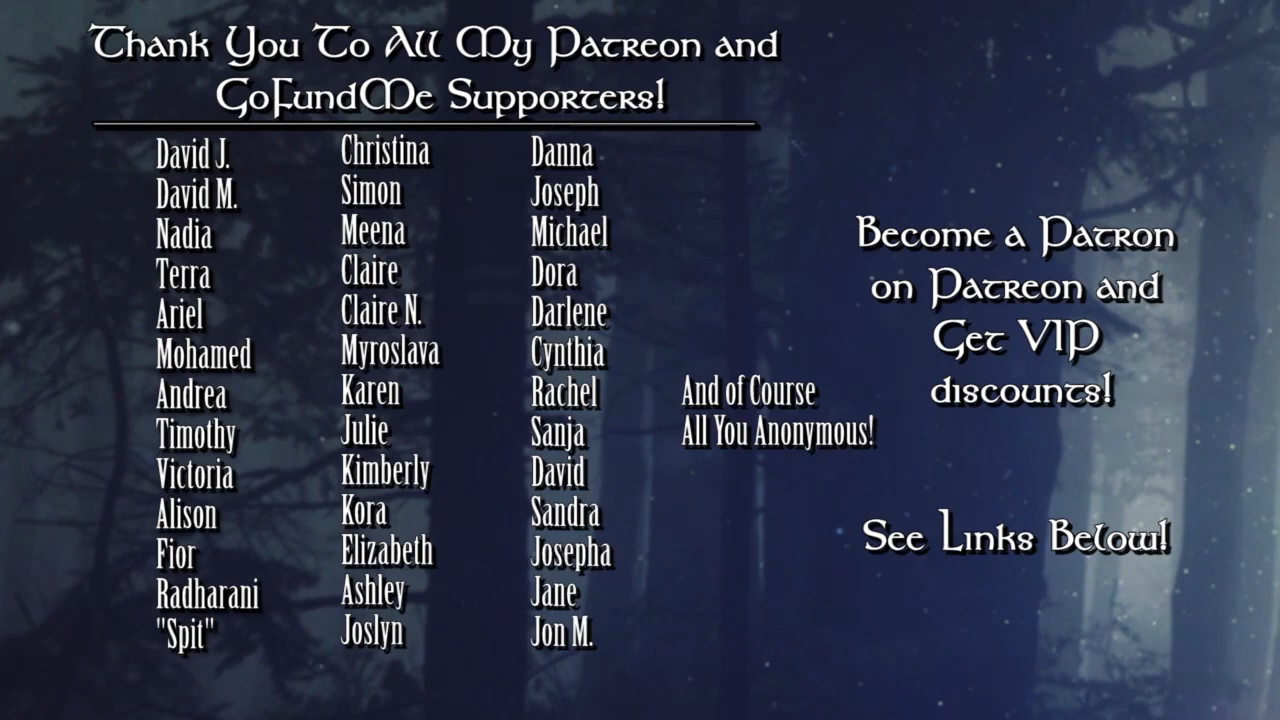 Thank You To All My Patreon and
GoFundMe Supporters!
David J.
David M.
Nadia
Terra
Ariel
Mohamed
Andrea
Timothy
Victoria
Alison
Fior
Radharani
"Spit"
Christina
Simon
Meena
Claire
Claire N.
Myroslava
Karen
Julie
Kimberly
Kora
Elizabeth
Ashley
Joslyn
Danna
Joseph
Michael
Dora
Darlene
Cynthia
Rachel
Sanja
David
Sandra
Josepha
Jane
Jon M.
And of Course
All You Anonymous!
Become a Patron
on Patreon and
Get VIP
discounts!
See Links Below!